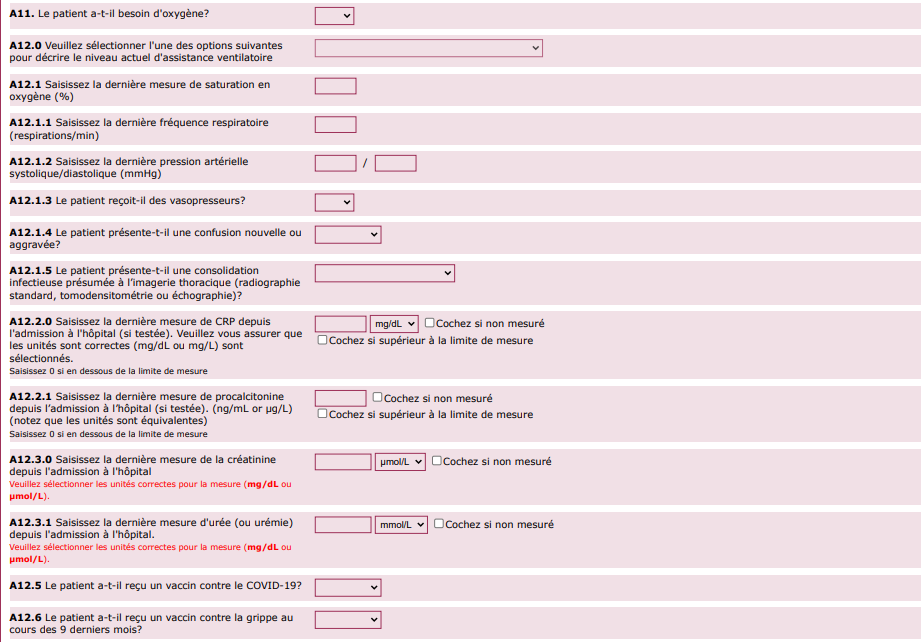 A11. Le patient a-t-il besoin d'oxygène?
A12.0 Veuillez sélectionner l'une des options suivantes
pour décrire le niveau actuel d'assistance ventilatoire
A12.1 Saisissez la dernière mesure de saturation en
oxygène (%)
A12.1.1 Saisissez la dernière fréquence respiratoire
(respirations/min)
A12.1.2 Saisissez la dernière pression artérielle
systolique/diastolique (mmHg)
/
A12.1.3 Le patient reçoit-il des vasopresseurs?
A12.1.4 Le patient présente-t-il une confusion nouvelle ou
aggravée?
A12.1.5 Le patient présente-t-il une consolidation
infectieuse présumée à l'imagerie thoracique (radiographie
standard, tomodensitométrie ou échographie)?
A12.2.0 Saisissez la dernière mesure de CRP depuis
l'admission à l'hôpital (si testée). Veuillez vous assurer que
les unités sont correctes (mg/dL ou mg/L) sont
sélectionnés.
Saisissez 0 si en dessous de la limite de mesure
mg/dL Cochez si non mesuré
Cochez si supérieur à la limite de mesure
A12.2.1 Saisissez la dernière mesure de procalcitonine
depuis l'admission à l'hôpital (si testée). (ng/mL or µg/L)
(notez que les unités sont équivalentes)
Saisissez 0 si en dessous de la limite de mesure
Cochez si non mesuré
Cochez si supérieur à la limite de mesure
A12.3.0 Saisissez la dernière mesure de la créatinine
depuis l'admission à l'hôpital
Veuillez sélectionner les unités correctes pour la mesure (mg/dL ou
µmol/L).
µmol/L Cochez si non mesuré
A12.3.1 Saisissez la dernière mesure d'urée (ou urémie)
depuis l'admission à l'hôpital.
Veuillez sélectionner les unités correctes pour la mesure (mg/dL ou
µmol/L).
mmol/L Cochez si non mesuré
A12.5 Le patient a-t-il reçu un vaccin contre le COVID-19?
A12.6 Le patient a-t-il reçu un vaccin contre la grippe au
cours des 9 derniers mois?